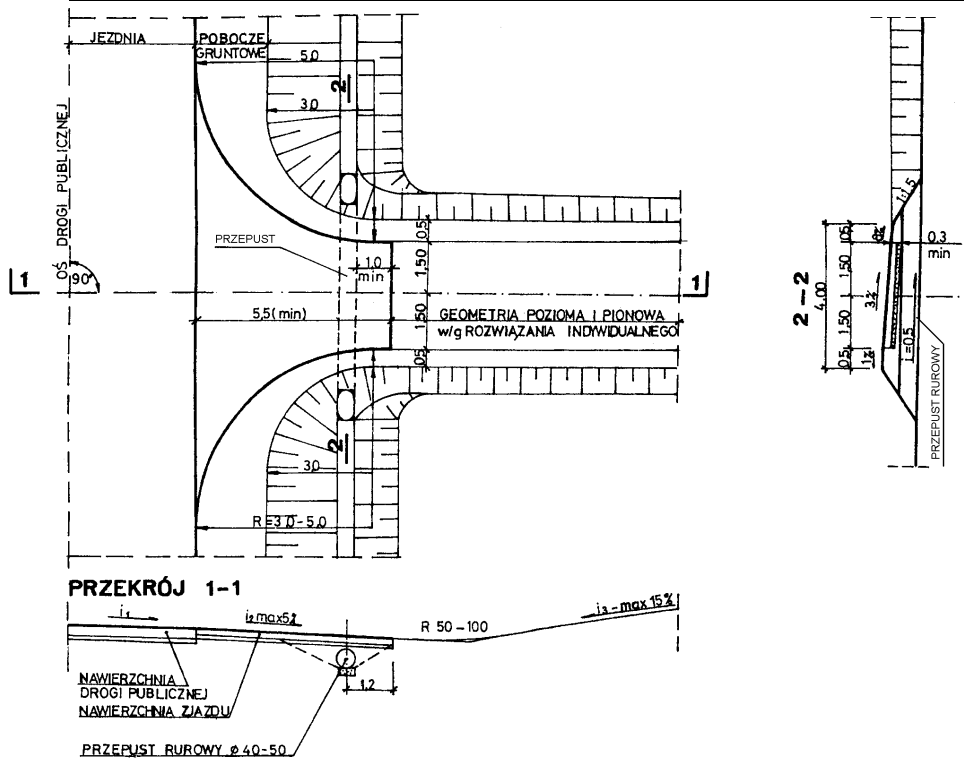 JEZDNIA
POBOCZE
GRUNTOWE
5,0
2
3,0
OŚ DROGI PUBLICZNEJ
PRZEPUST
0,5
1,50
1,0
min
90°
1
1
5,5(min)
1,50
0,5
GEOMETRIA POZIOMA I PIONOWA
w/g ROZWIĄZANIA INDYWIDUALNEGO
2
3,0
R=3,0-5,0
1:1,5
0,5
8%
0.3
min
1,50
4.00
2-2
3%
1,50
i=0,5
0,5
1%
PRZEPUST RUROWY
PRZEKRÓJ 1-1
i₁
i₂ max5%
R 50-100
i₃-max 15%
1,2
NAWIERZCHNIA
DROGI PUBLICZNEJ
NAWIERZCHNIA ZJAZDU
PRZEPUST RUROWY ø 40-50